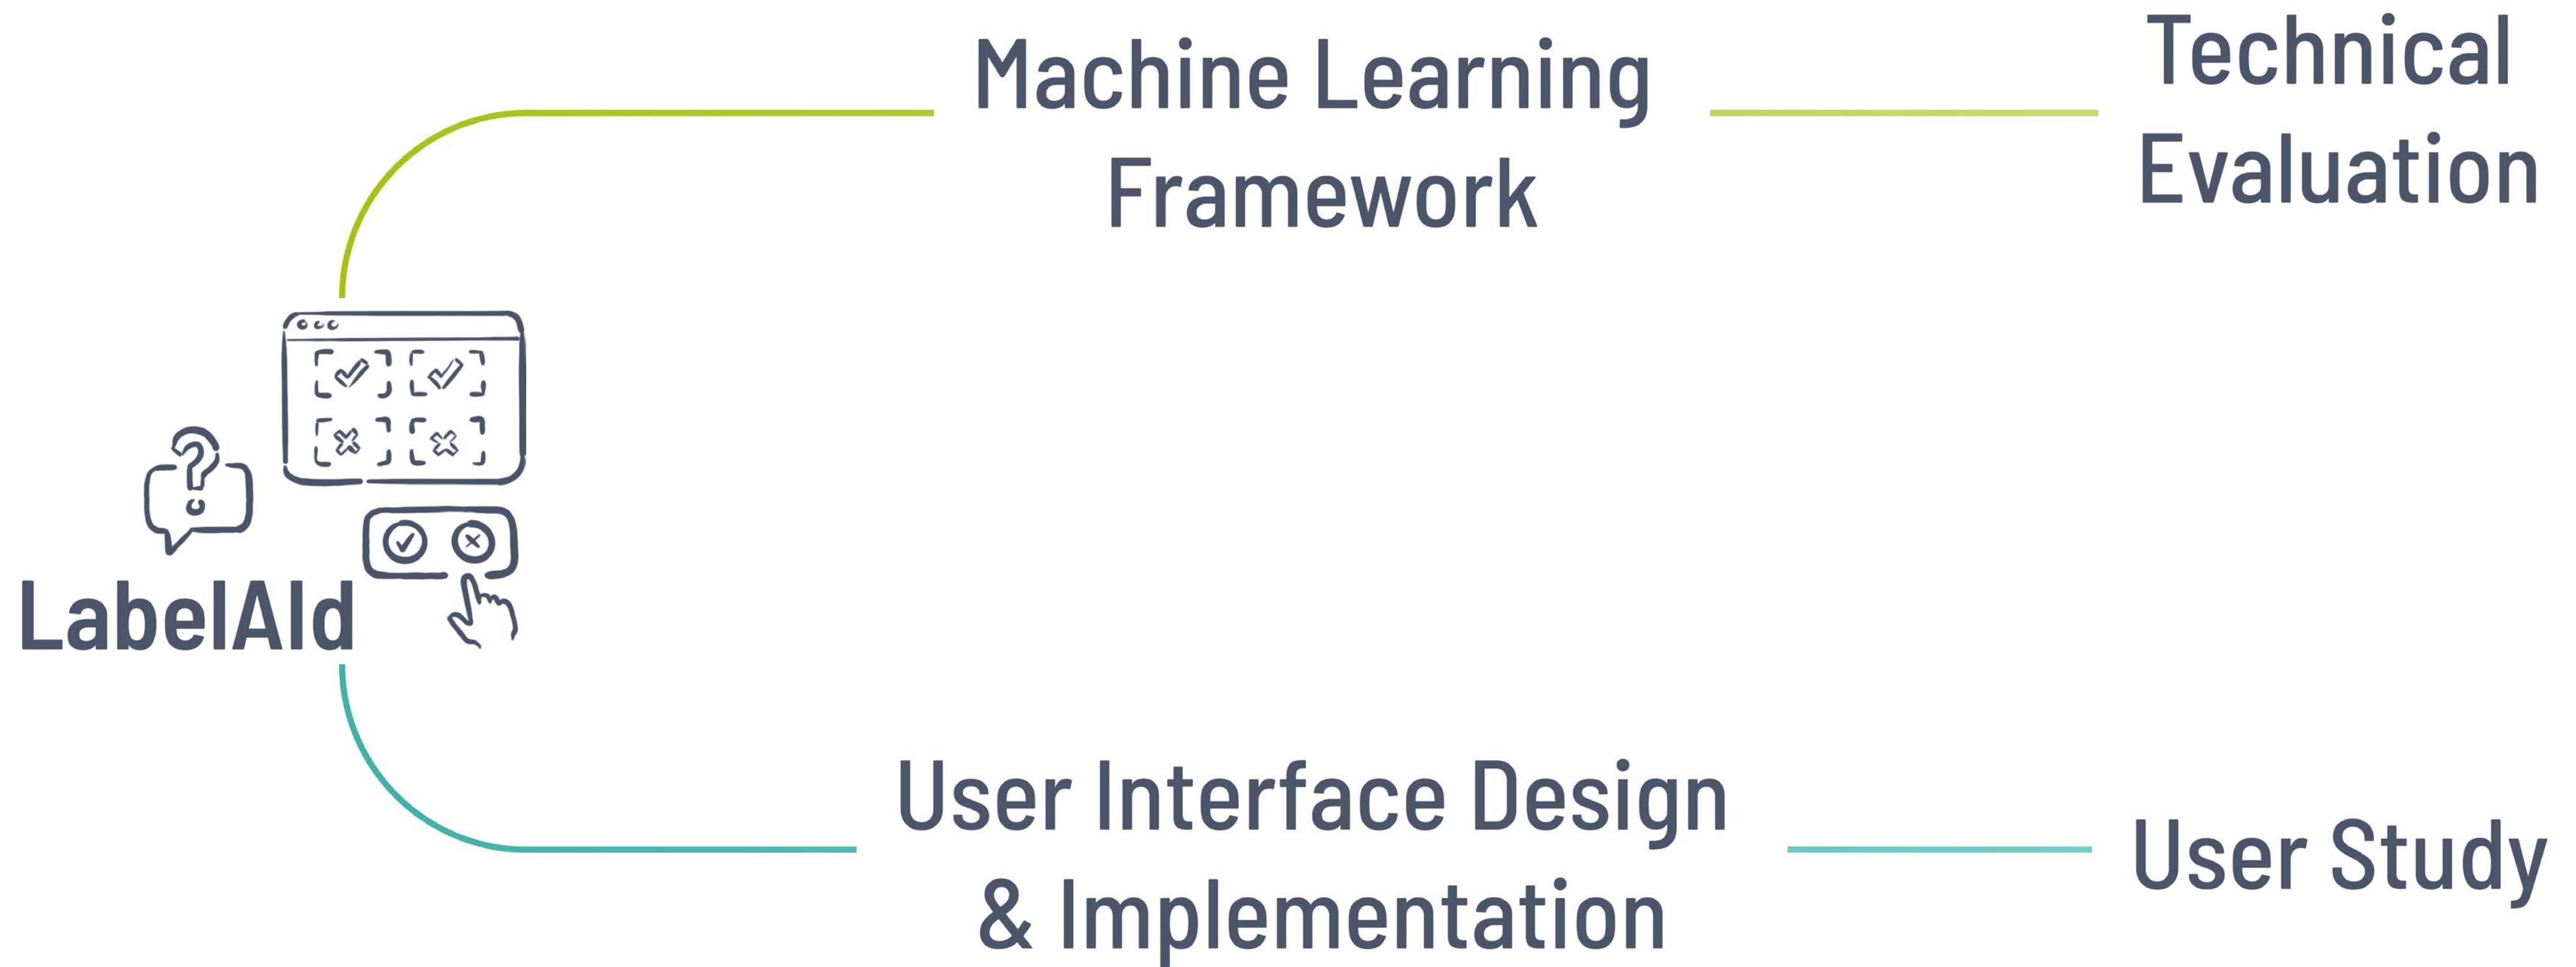 Machine Learning
Framework
Technical
Evaluation
LabelAId
User Interface Design
& Implementation
User Study